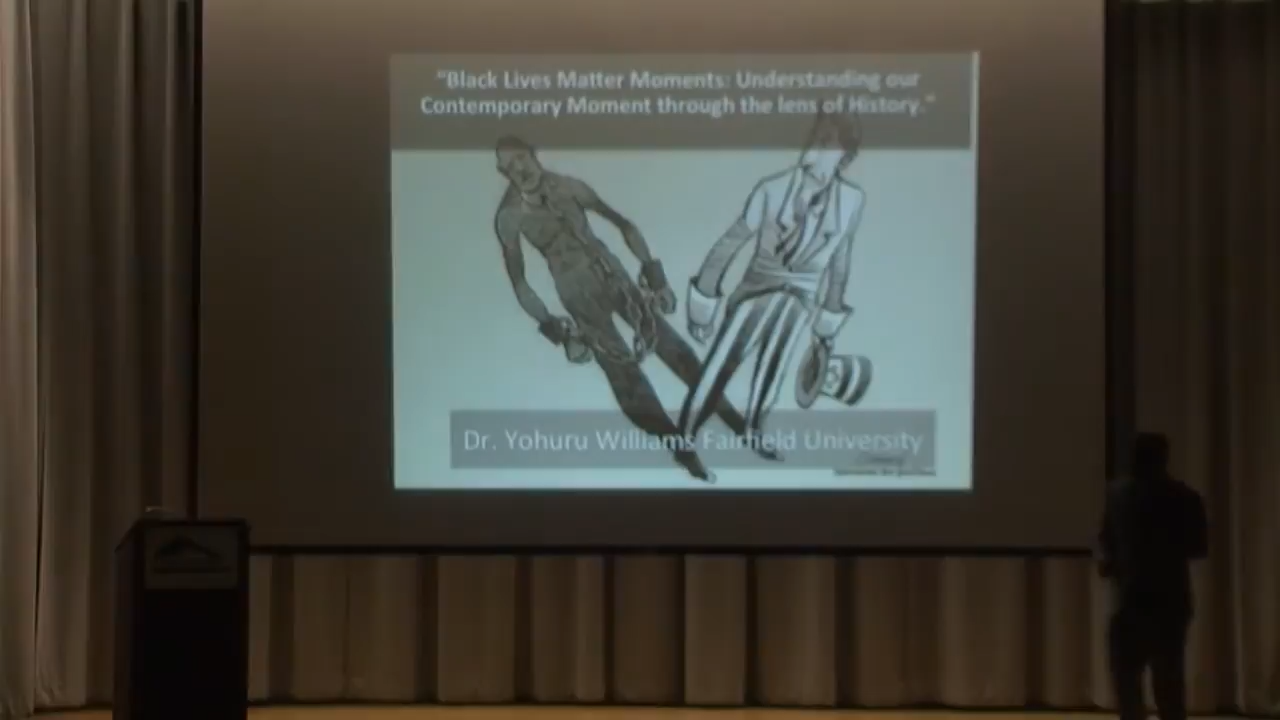 "Black Lives Matter Moments: Understanding our
Contemporary Moment through the lens of History."
Dr. Yohuru Williams Fairfield University